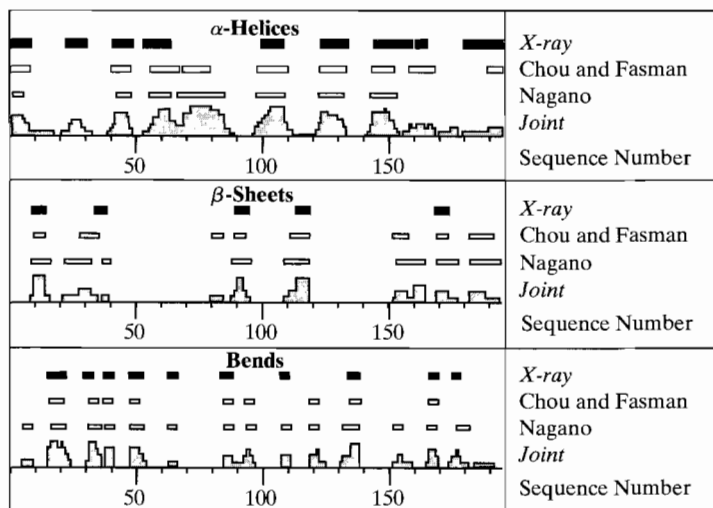 α-Helices
X-ray
Chou and Fasman
Nagano
Joint
50 100 150 Sequence Number
β-Sheets
X-ray
Chou and Fasman
Nagano
Joint
50 100 150 Sequence Number
Bends
X-ray
Chou and Fasman
Nagano
Joint
50 100 150 Sequence Number